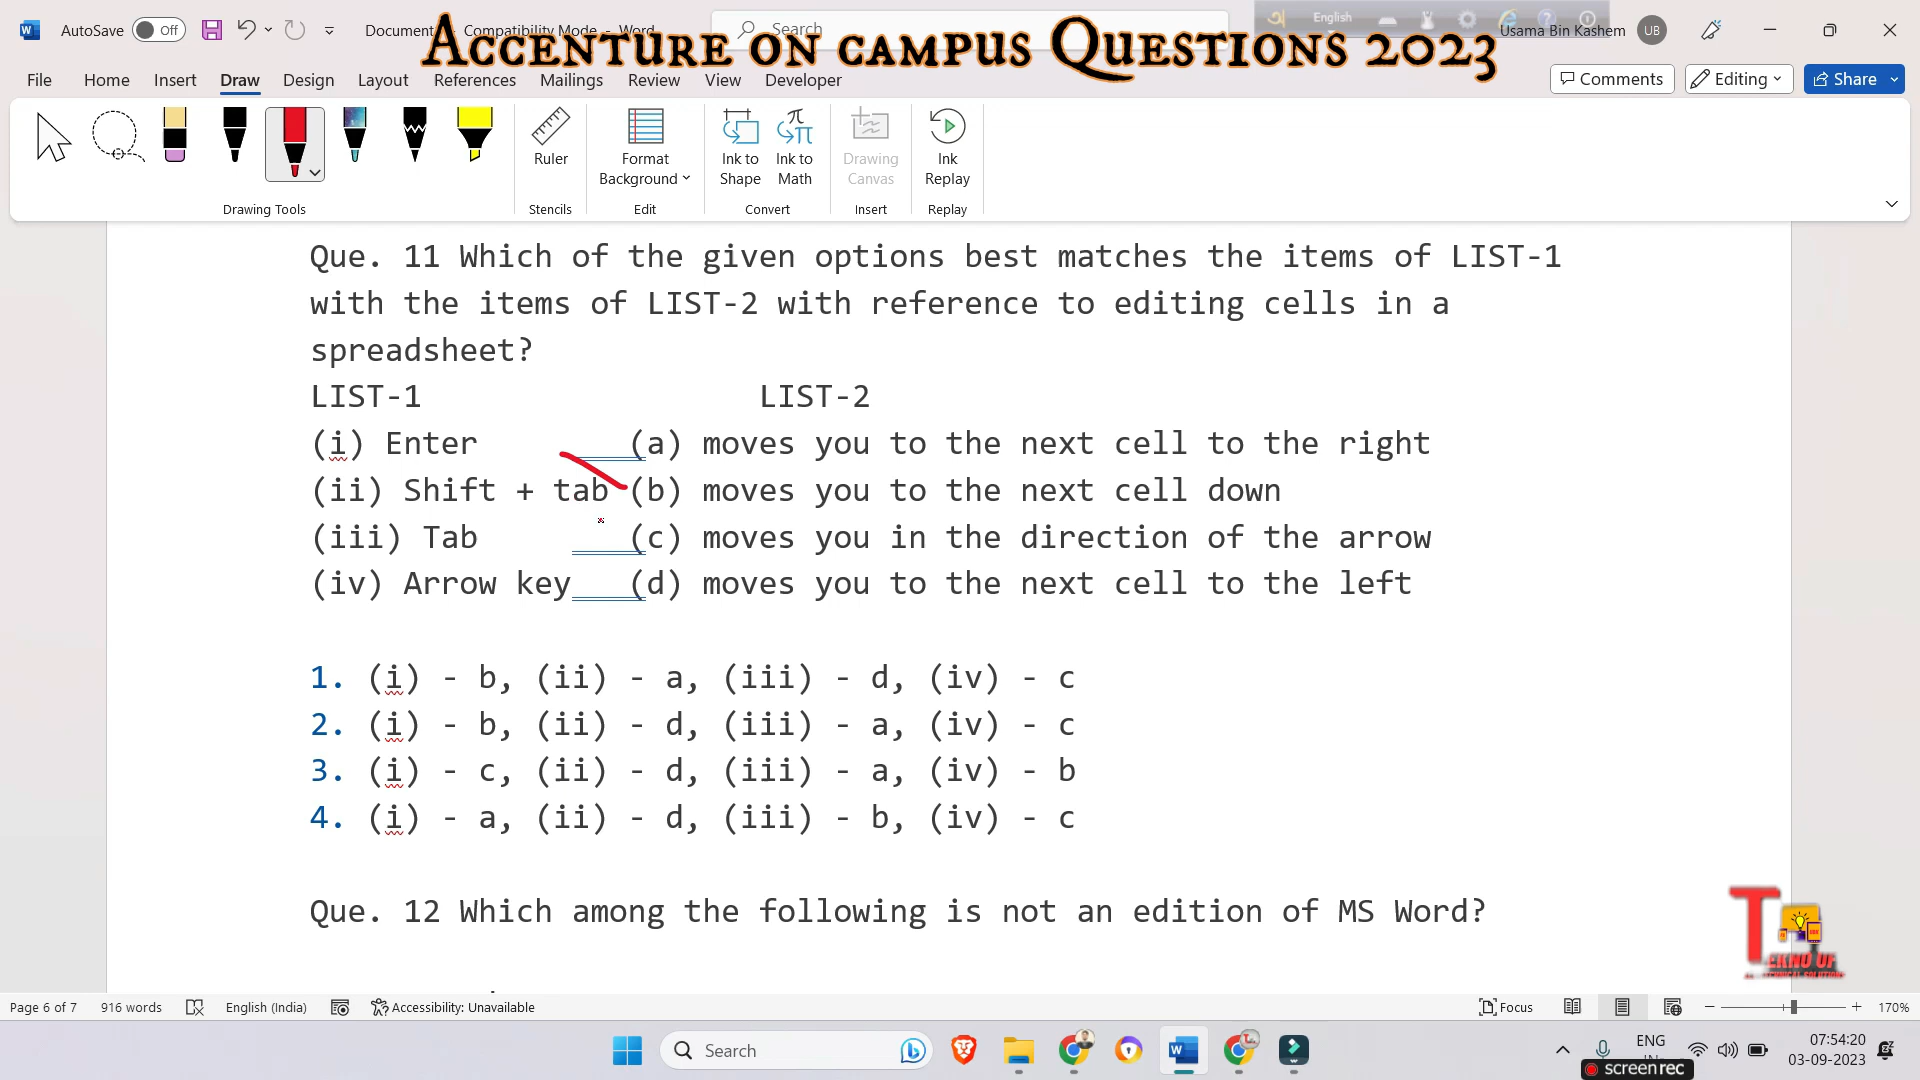 AutoSave Off Document Compatibility Mode - Word Search English Usama Bin Kashem UB
Accenture on campus Questions 2023
File Home Insert Draw Design Layout References Mailings Review View Developer Comments Editing Share
Ruler Format Background Ink to Shape Ink to Math Drawing Canvas Ink Replay
Drawing Tools Stencils Edit Convert Insert Replay
Que. 11 Which of the given options best matches the items of LIST-1
with the items of LIST-2 with reference to editing cells in a
spreadsheet?
LIST-1 LIST-2
(i) Enter (a) moves you to the next cell to the right
(ii) Shift + tab (b) moves you to the next cell down
(iii) Tab (c) moves you in the direction of the arrow
(iv) Arrow key (d) moves you to the next cell to the left
1. (i) - b, (ii) - a, (iii) - d, (iv) - c
2. (i) - b, (ii) - d, (iii) - a, (iv) - c
3. (i) - c, (ii) - d, (iii) - a, (iv) - b
4. (i) - a, (ii) - d, (iii) - b, (iv) - c
Que. 12 Which among the following is not an edition of MS Word?
Page 6 of 7 916 words English (India) Accessibility: Unavailable Focus 170%
Search ENG 07:54:20
03-09-2023
screenrec